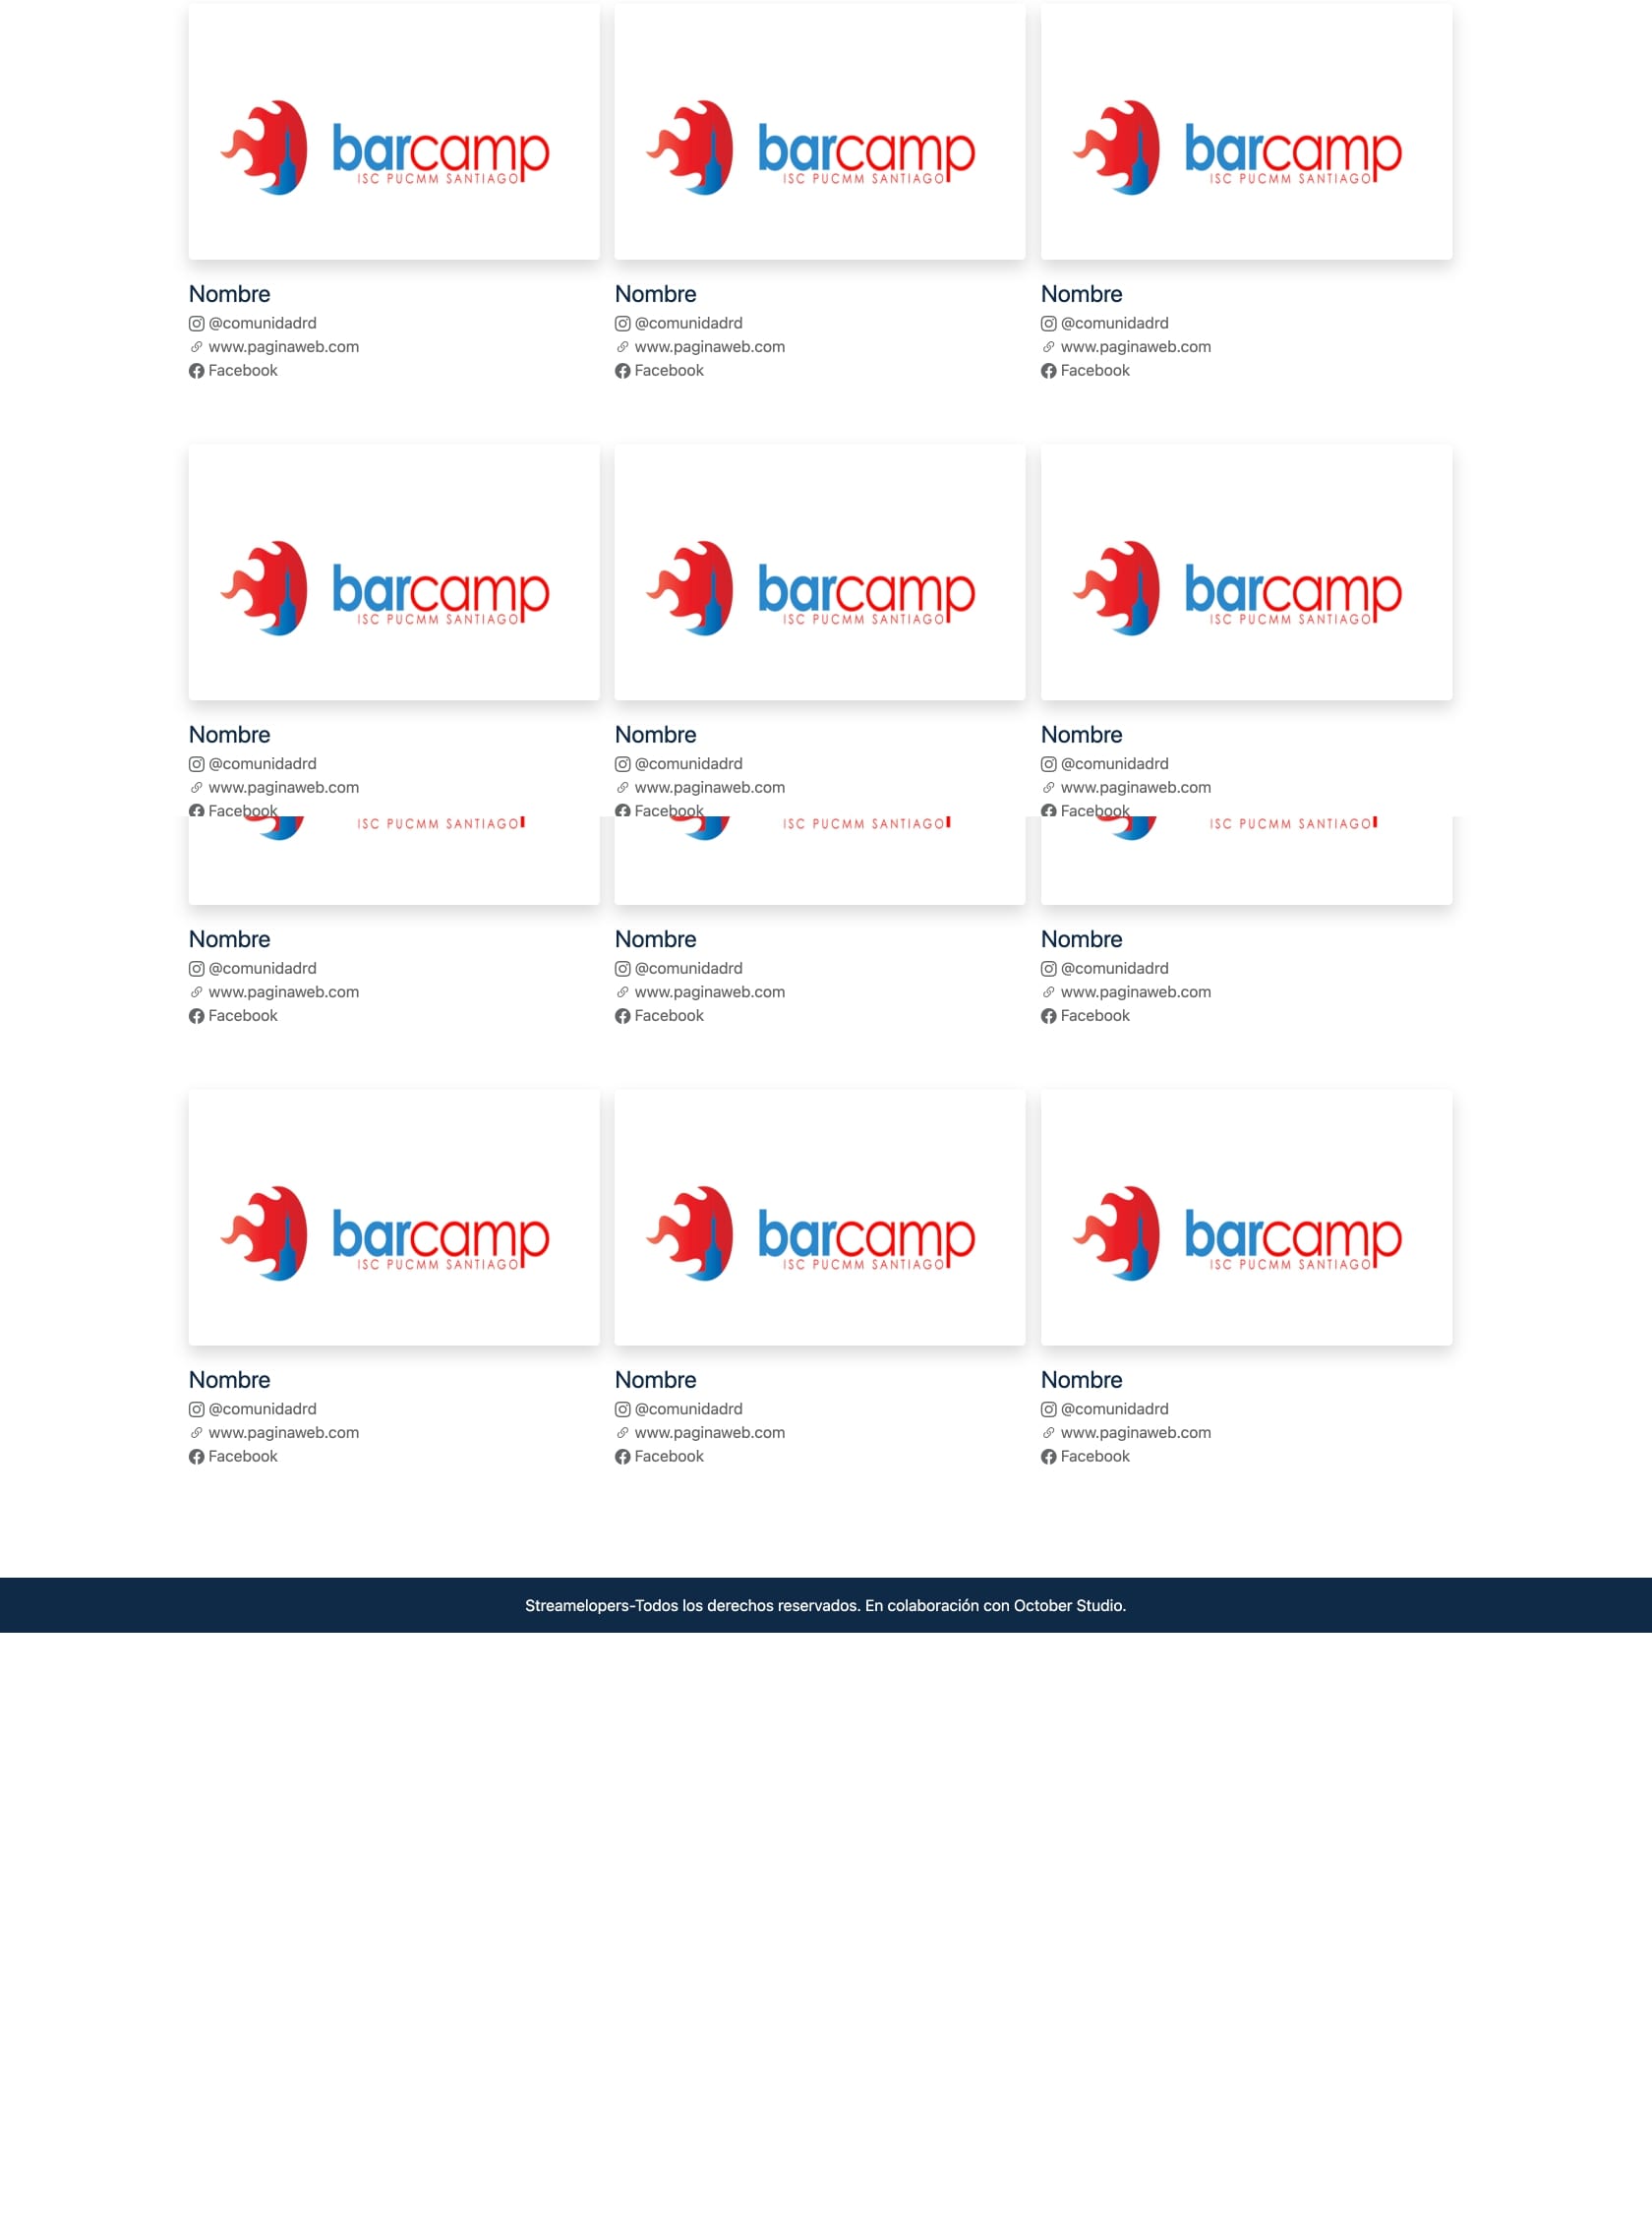 barcamp barcamp barcamp
ISC PUCMM SANTIAGO ISC PUCMM SANTIAGO ISC PUCMM SANTIAGO
Nombre Nombre Nombre
@comunidadrd @comunidadrd @comunidadrd
www.paginaweb.com www.paginaweb.com www.paginaweb.com
Facebook Facebook Facebook
barcamp barcamp barcamp
ISC PUCMM SANTIAGO ISC PUCMM SANTIAGO ISC PUCMM SANTIAGO
Nombre Nombre Nombre
@comunidadrd @comunidadrd @comunidadrd
www.paginaweb.com www.paginaweb.com www.paginaweb.com
Facebook Facebook Facebook
ISC PUCMM SANTIAGO ISC PUCMM SANTIAGO ISC PUCMM SANTIAGO
Nombre Nombre Nombre
@comunidadrd @comunidadrd @comunidadrd
www.paginaweb.com www.paginaweb.com www.paginaweb.com
Facebook Facebook Facebook
barcamp barcamp barcamp
ISC PUCMM SANTIAGO ISC PUCMM SANTIAGO ISC PUCMM SANTIAGO
Nombre Nombre Nombre
@comunidadrd @comunidadrd @comunidadrd
www.paginaweb.com www.paginaweb.com www.paginaweb.com
Facebook Facebook Facebook
Streamelopers-Todos los derechos reservados. En colaboración con October Studio.